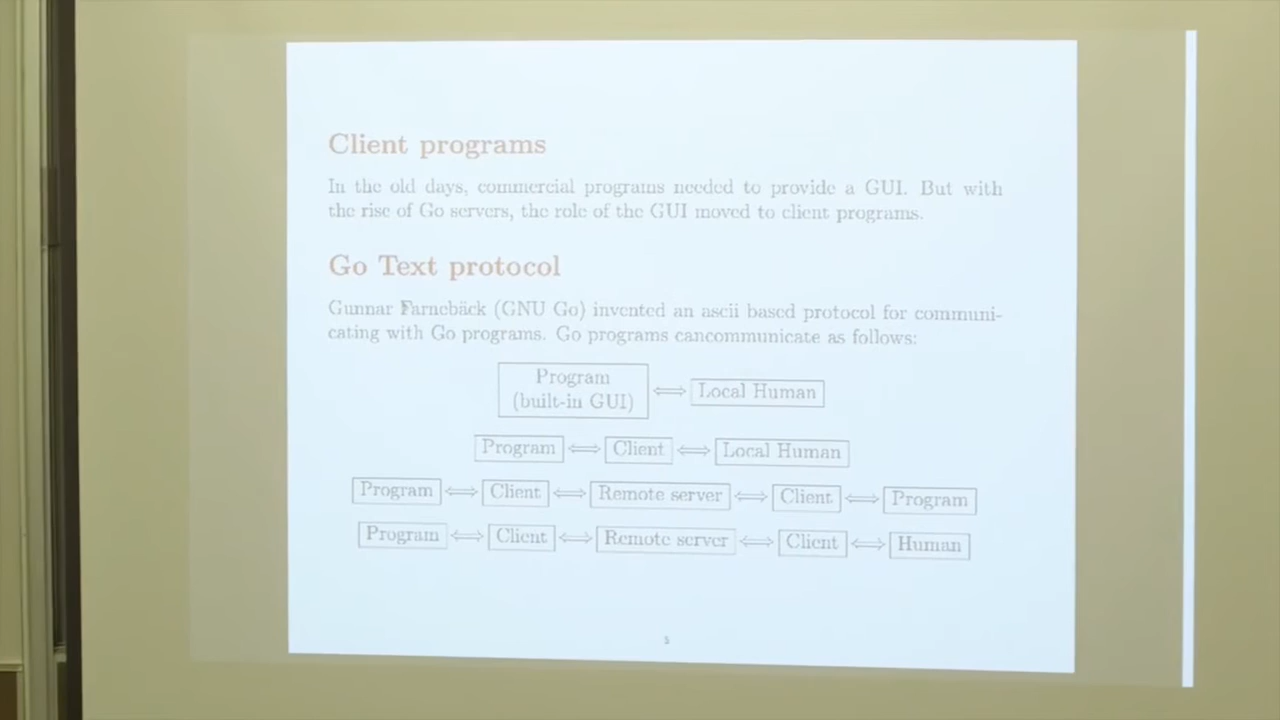 Client programs
In the old days, commercial programs needed to provide a GUI. But with
the rise of Go servers, the role of the GUI moved to client programs.
Go Text protocol
Gunnar Farnebäck (GNU Go) invented an ascii based protocol for communi-
cating with Go programs. Go programs cancommunicate as follows:
Program
(built-in GUI) ⟺ Local Human
Program ⟺ Client ⟺ Local Human
Program ⟺ Client ⟺ Remote server ⟺ Client ⟺ Program
Program ⟺ Client ⟺ Remote server ⟺ Client ⟺ Human
5